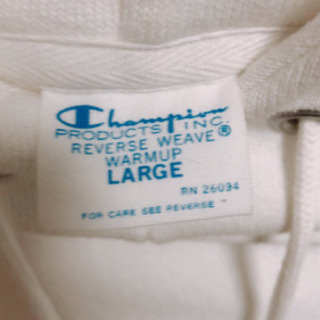 Champion
PRODUCTS INC.
REVERSE WEAVE®
WARMUP
LARGE
RN 26094
FOR CARE SEE REVERSE